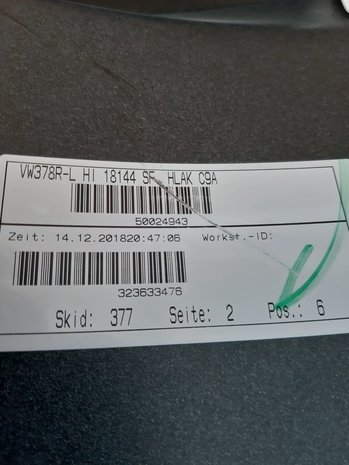 VW378R-L HI 18144 SF HLAK C9A
50024943
Zeit: 14.12.201820:47:06 Workst.-ID:
323633476
Skid: 377 Seite: 2 Pos.: 6